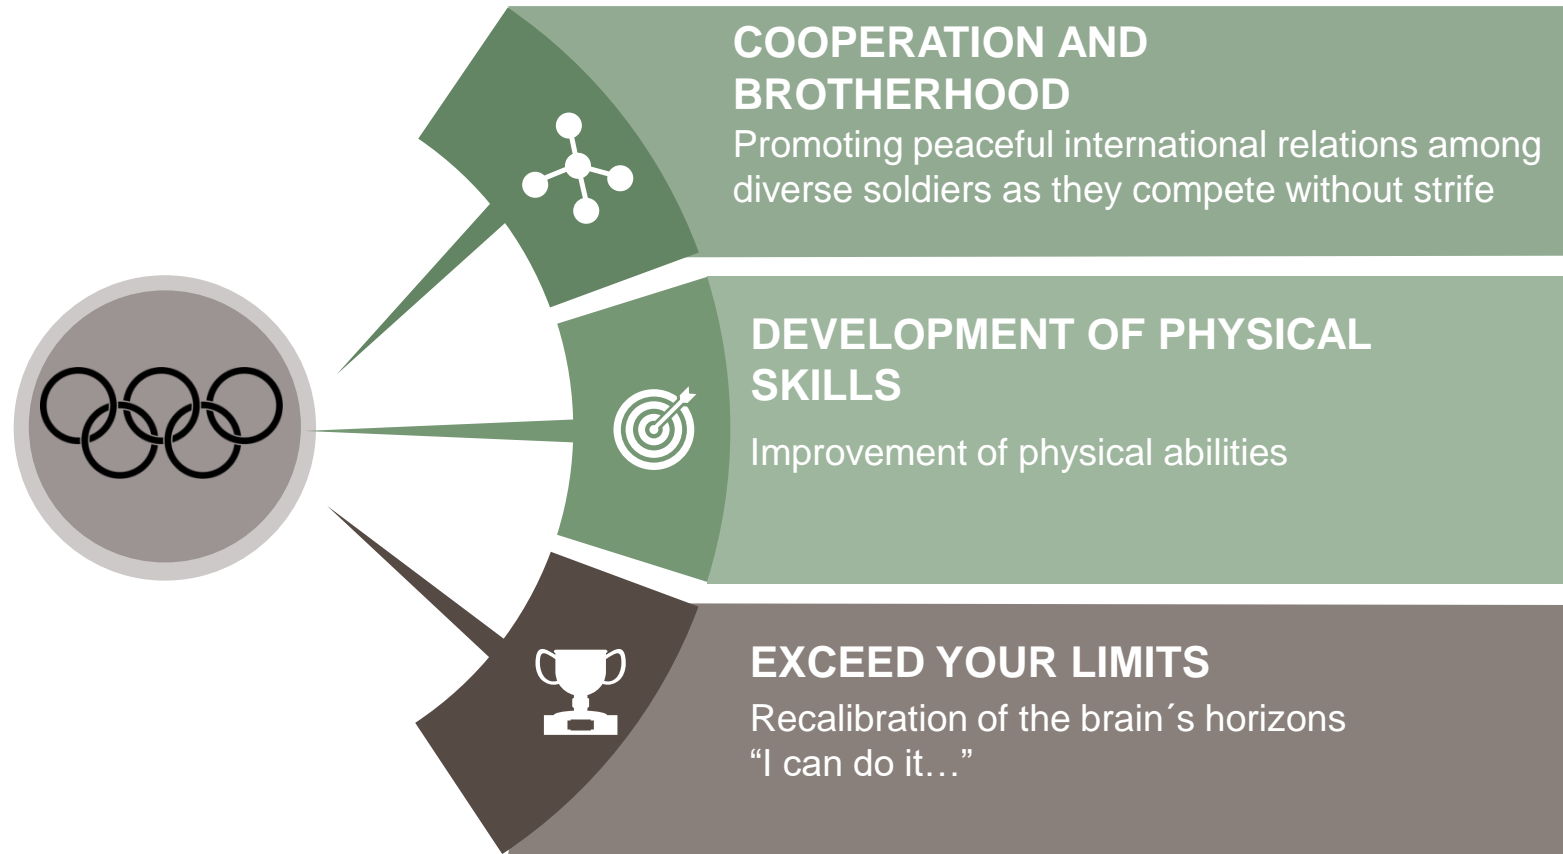 COOPERATION AND
BROTHERHOOD
Promoting peaceful international relations among
diverse soldiers as they compete without strife
DEVELOPMENT OF PHYSICAL
SKILLS
Improvement of physical abilities
EXCEED YOUR LIMITS
Recalibration of the brain´s horizons
“I can do it…”